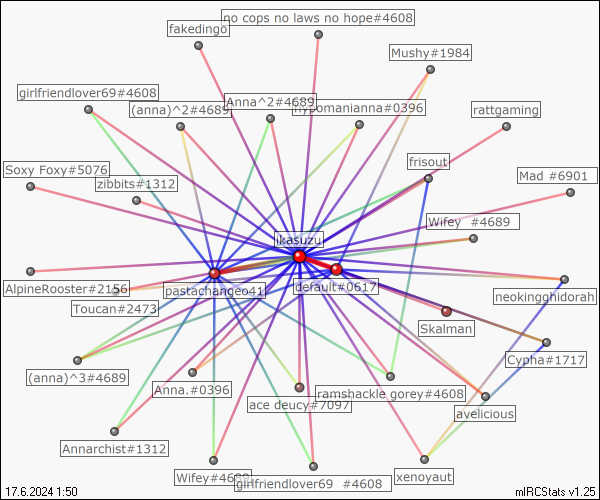 no cops no laws no hope#4608
fakedingo
Mushy#1984
girlfriendlover69#4608
(anna)^2#4689
Anna^2#4689
hypomanianna#0396
rattgaming
frisout
Soxy Foxy#5076
zibbits#1312
Mad #6901
Wifey #4689
ikasuzu
AlpineRooster#2156
pastachangeo41
default#0617
neokingghidorah
Toucan#2473
Skalman
Cypha#1717
(anna)^3#4689
Anna.#0396
ace deucy#7097
ramshackle gorey#4608
avelicious
Annarchist#1312
Wifey#4689
girlfriendlover69 #4608
xenoyaut
17.6.2024 1:50
mIRCStats v1.25